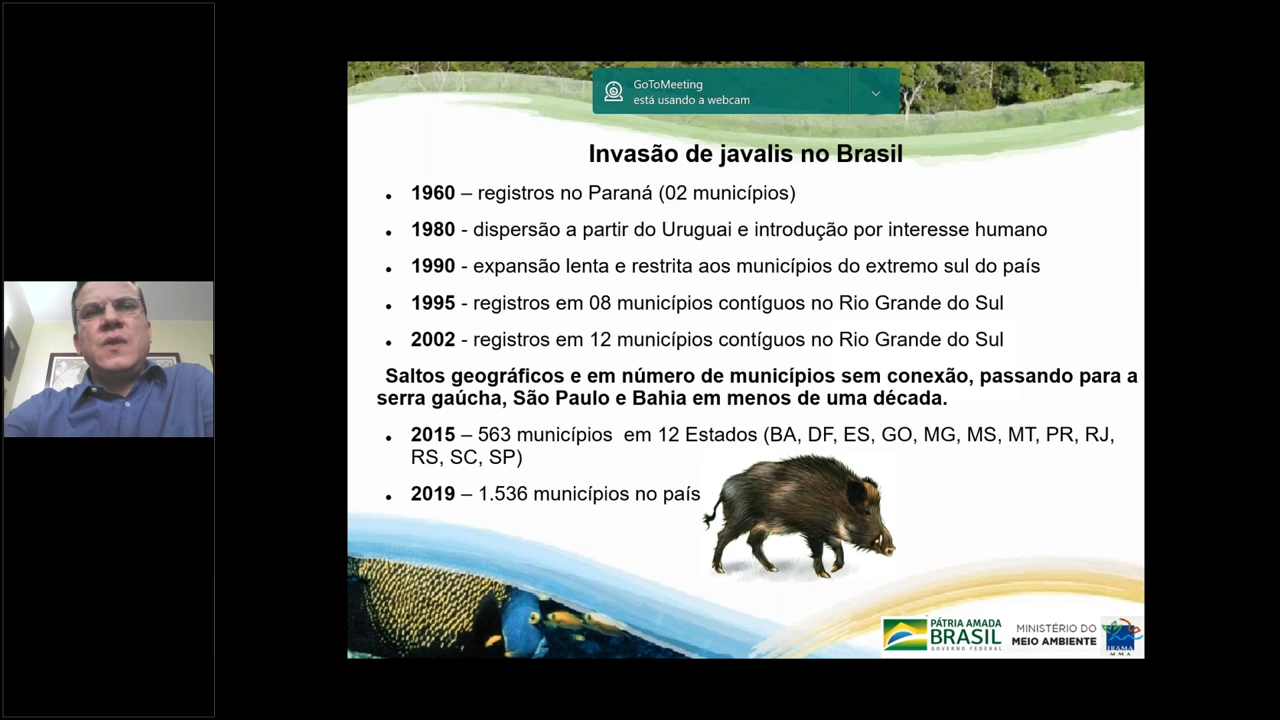 GoToMeeting
está usando a webcam
Invasão de javalis no Brasil
• 1960 – registros no Paraná (02 municípios)
• 1980 - dispersão a partir do Uruguai e introdução por interesse humano
• 1990 - expansão lenta e restrita aos municípios do extremo sul do país
• 1995 - registros em 08 municípios contíguos no Rio Grande do Sul
• 2002 - registros em 12 municípios contíguos no Rio Grande do Sul
Saltos geográficos e em número de municípios sem conexão, passando para a
serra gaúcha, São Paulo e Bahia em menos de uma década.
• 2015 – 563 municípios em 12 Estados (BA, DF, ES, GO, MG, MS, MT, PR, RJ,
RS, SC, SP)
• 2019 – 1.536 municípios no país
PÁTRIA AMADA
BRASIL
GOVERNO FEDERAL
MINISTÉRIO DO
MEIO AMBIENTE
IBAMA
MMA